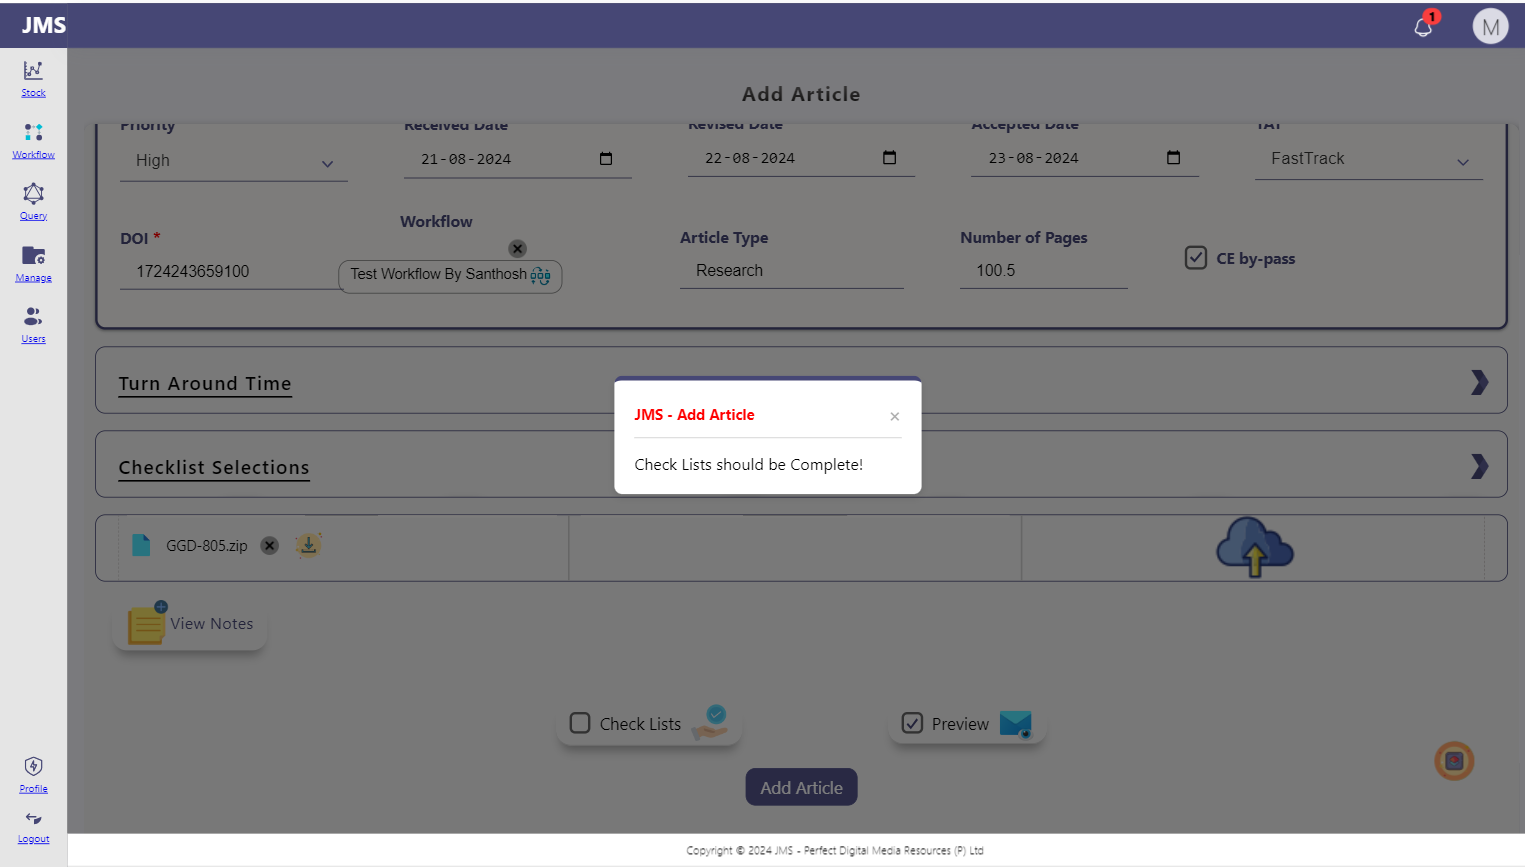 JMS
1
M
Stock
Workflow
Query
Manage
Users
Profile
Logout
Add Article
Priority
Received Date
Revised Date
Accepted Date
TAT
High
21-08-2024
22-08-2024
23-08-2024
FastTrack
DOI *
Workflow
Article Type
Number of Pages
CE by-pass
1724243659100
Test Workflow By Santhosh
Research
100.5
Turn Around Time
JMS - Add Article
×
Check Lists should be Complete!
Checklist Selections
GGD-805.zip
View Notes
Check Lists
Preview
Add Article
Copyright © 2024 JMS - Perfect Digital Media Resources (P) Ltd